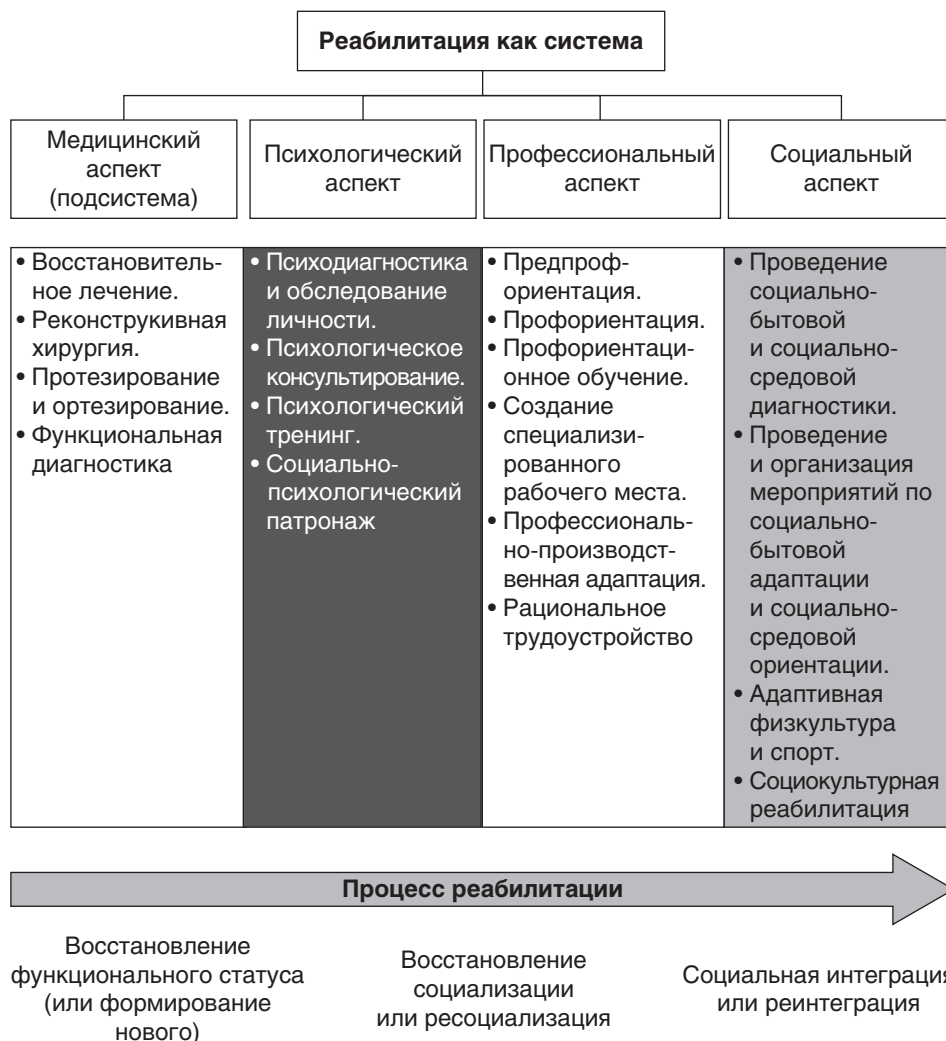 Реабилитация как система
Медицинский
аспект
(подсистема)
Психологический
аспект
Профессиональный
аспект
Социальный
аспект
• Восстановитель-
ное лечение.
• Реконструкивная
хирургия.
• Протезирование
и ортезирование.
• Функциональная
диагностика
• Психодиагностика
и обследование
личности.
• Психологическое
консультирование.
• Психологический
тренинг.
• Социально-
психологический
патронаж
• Предпроф-
ориентация.
• Профориентация.
• Профориентаци-
онное обучение.
• Создание
специализи-
рованного
рабочего места.
• Профессиональ-
но-производст-
венная адаптация.
• Рациональное
трудоустройство
• Проведение
социально-
бытовой
и социально-
средовой
диагностики.
• Проведение
и организация
мероприятий по
социально-
бытовой
адаптации
и социально-
средовой
ориентации.
• Адаптивная
физкультура
и спорт.
• Социокультурная
реабилитация
Процесс реабилитации
Восстановление
функционального статуса
(или формирование
нового)
Восстановление
социализации
или ресоциализация
Социальная интеграция
или реинтеграция